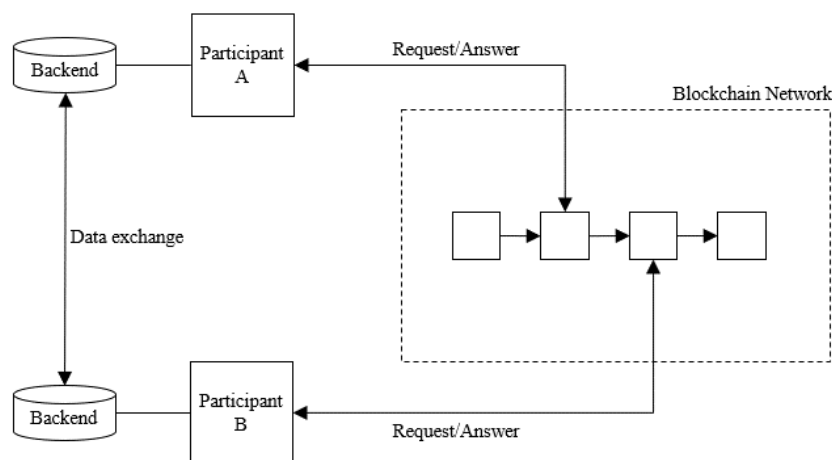 Backend
Participant
A
Request/Answer
Blockchain Network
Data exchange
Backend
Participant
B
Request/Answer